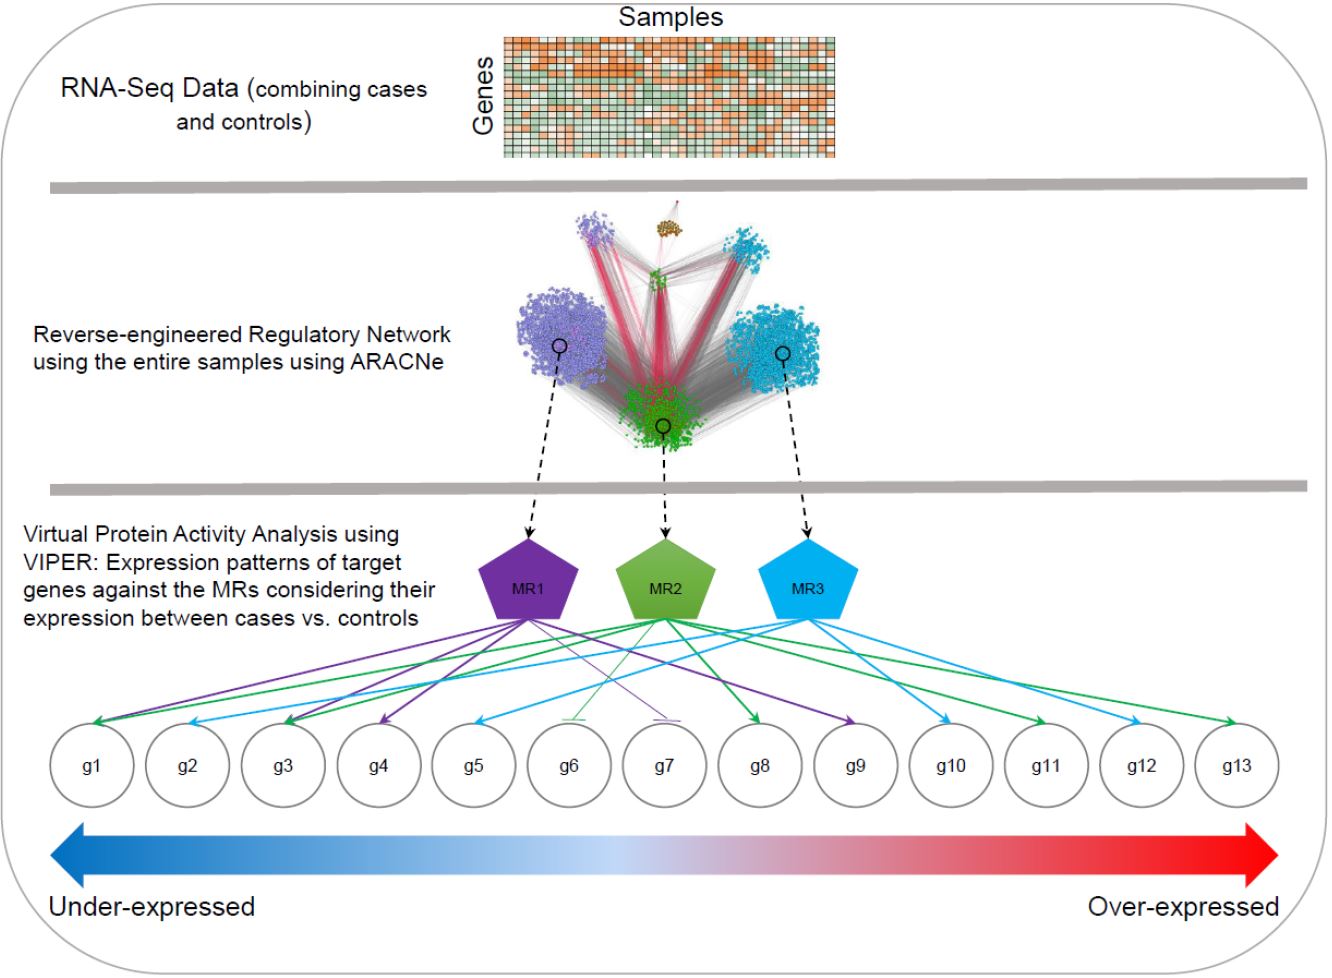 Samples
Genes
RNA-Seq Data (combining cases
and controls)
Reverse-engineered Regulatory Network
using the entire samples using ARACNe
Virtual Protein Activity Analysis using
VIPER: Expression patterns of target
genes against the MRs considering their
expression between cases vs. controls
MR1 MR2 MR3
g1 g2 g3 g4 g5 g6 g7 g8 g9 g10 g11 g12 g13
Under-expressed Over-expressed